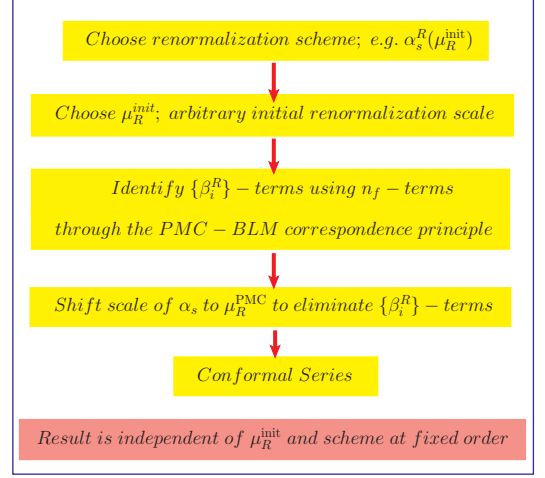 Choose renormalization scheme; e.g. α_s^R(μ_R^init)
Choose μ_R^init; arbitrary initial renormalization scale
Identify {β_i^R} − terms using n_f − terms
through the PMC − BLM correspondence principle
Shift scale of α_s to μ_R^PMC to eliminate {β_i^R} − terms
Conformal Series
Result is independent of μ_R^init and scheme at fixed order